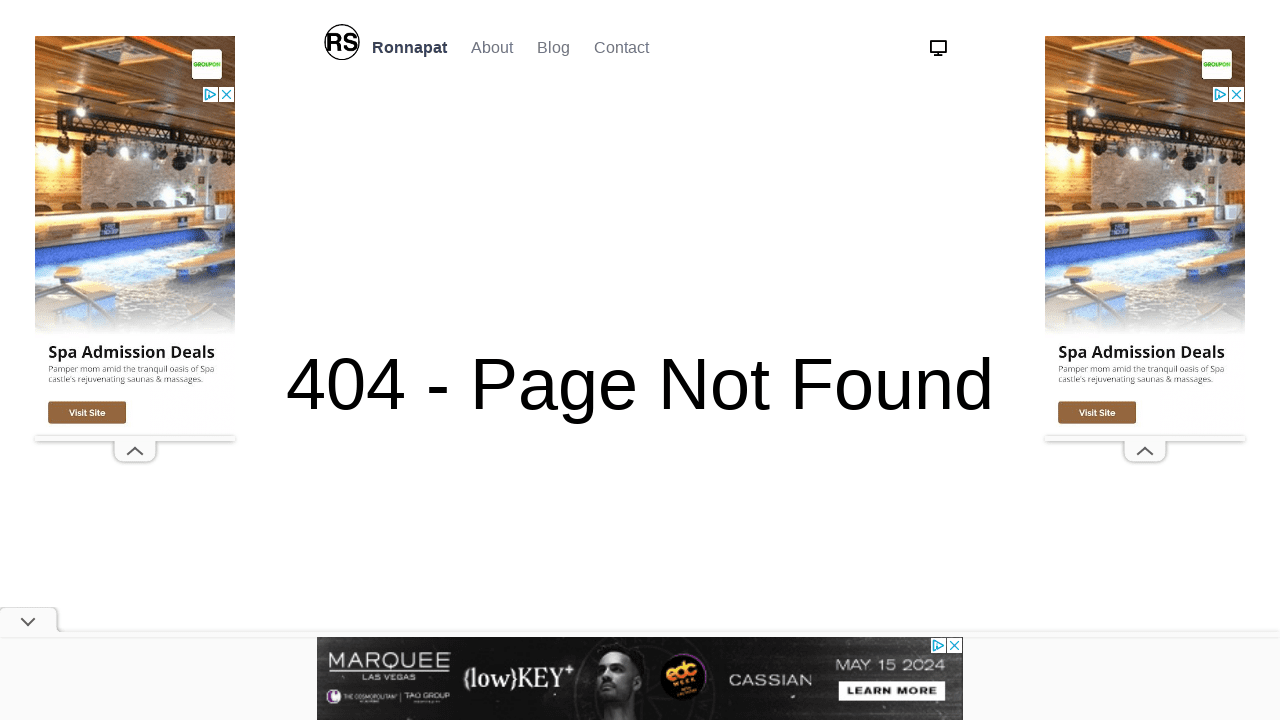 RS
Ronnapat About Blog Contact
GROUPON
Spa Admission Deals
Pamper mom amid the tranquil oasis of Spa
castle's rejuvenating saunas & massages.
Visit Site
404 - Page Not Found
GROUPON
Spa Admission Deals
Pamper mom amid the tranquil oasis of Spa
castle's rejuvenating saunas & massages.
Visit Site
MARQUEE
LAS VEGAS
THE COSMOPOLITAN | TAO GROUP
(low)KEY+
edc
WEEK
CASSIAN
MAY. 15 2024
LEARN MORE